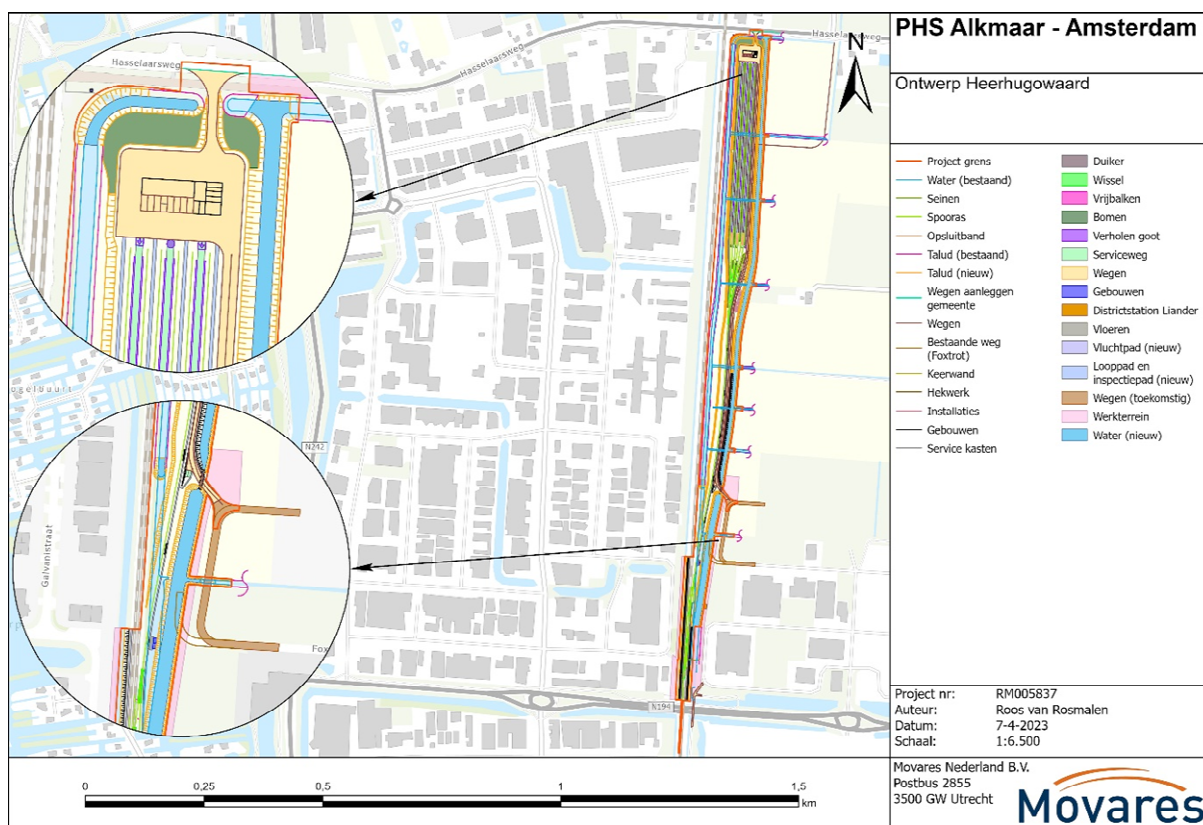 PHS Alkmaar - Amsterdam
Ontwerp Heerhugowaard
Project grens
Water (bestaand)
Seinen
Spooras
Opsluitband
Talud (bestaand)
Talud (nieuw)
Wegen aanleggen
gemeente
Wegen
Bestaande weg
(Foxtrot)
Keerwand
Hekwerk
Installaties
Gebouwen
Service kasten
Duiker
Wissel
Vrijbalken
Bomen
Verholen goot
Serviceweg
Wegen
Gebouwen
Districtstation Liander
Vloeren
Vluchtpad (nieuw)
Looppad en
inspectiepad (nieuw)
Wegen (toekomstig)
Werkterrein
Water (nieuw)
Project nr: RM005837
Auteur: Roos van Rosmalen
Datum: 7-4-2023
Schaal: 1:6.500
Movares Nederland B.V.
Postbus 2855
3500 GW Utrecht
Movares
N
Hasselaarsweg
Hasselaarsweg
Hasselaarsweg
N242
Galvanistraat
Fox
N194
0 0,25 0,5 1 1,5
km